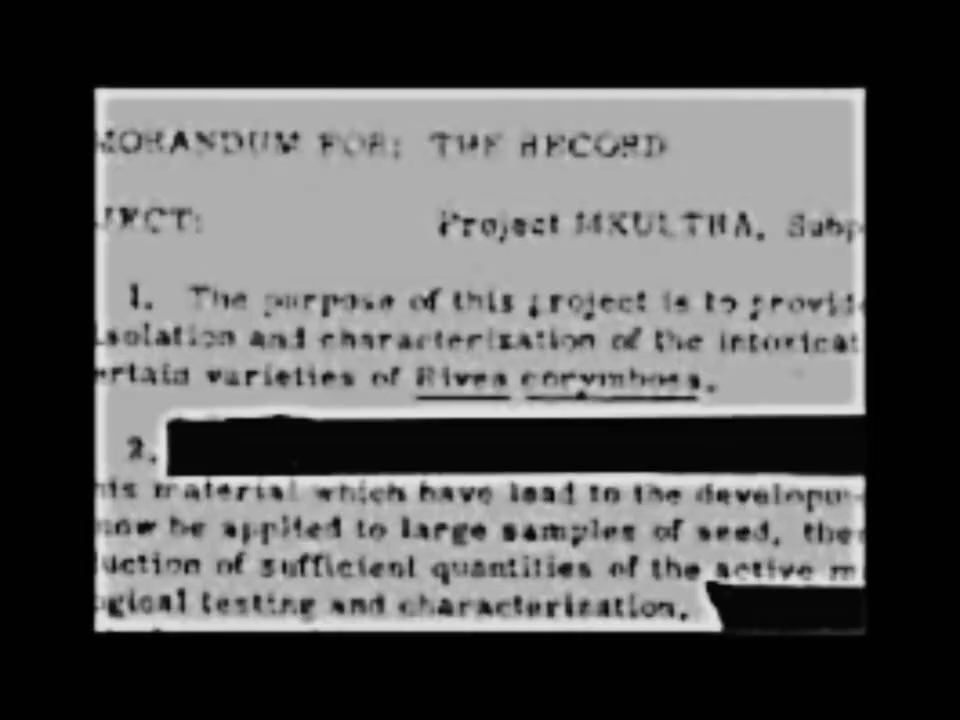 MORANDUM FOR: THE RECORD
JECT: Project MKULTRA, Subp
1. The purpose of this project is to provide
isolation and characterization of the intoxicat
ertain varieties of Rivea corymbosa.
2.
his material which have lead to the developm
now be applied to large samples of seed, the
uction of sufficient quantities of the active m
ogical testing and characterization.